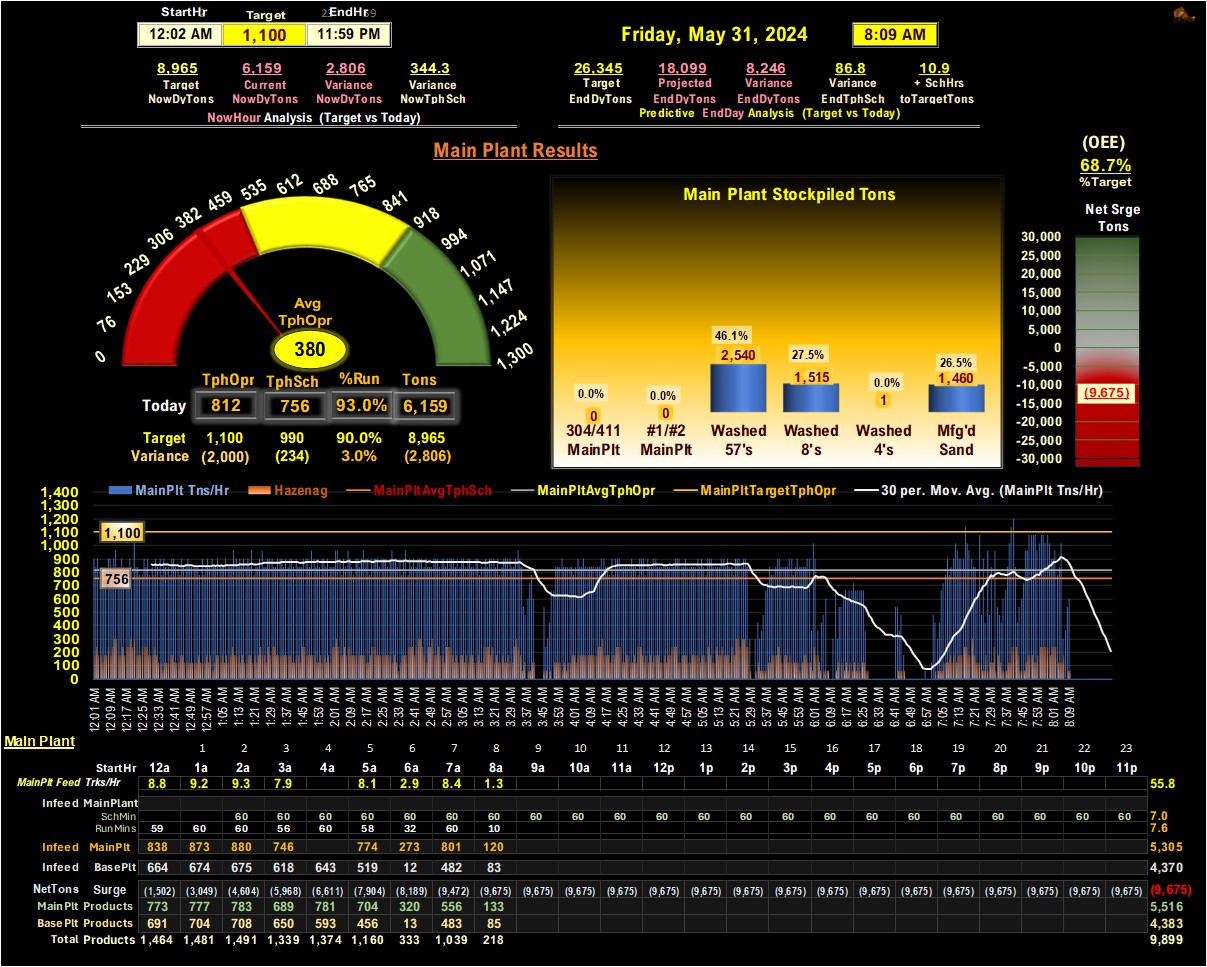 StartHr Target EndHr
12:02 AM 1,100 11:59 PM
Friday, May 31, 2024 8:09 AM
8,965 6,159 2,806 344.3
Target Current Variance Variance
NowDyTons NowDyTons NowDyTons NowTphSch
NowHour Analysis (Target vs Today)
26,345 18,099 8,246 86.8 10.9
Target Projected Variance Variance + SchHrs
EndDyTons EndDyTons EndDyTons EndTphSch toTargetTons
Predictive EndDay Analysis (Target vs Today)
Main Plant Results
(OEE)
68.7%
%Target
Net Srge
Tons
30,000
25,000
20,000
15,000
10,000
5,000
0
-5,000
-10,000
(9,675)
-15,000
-20,000
-25,000
-30,000
0 76 153 229 306 382 459 535 612 688 765 841 918 994 1,071 1,147 1,224 1,300
Avg
TphOpr
380
TphOpr TphSch %Run Tons
Today 812 756 93.0% 6,159
Target 1,100 990 90.0% 8,965
Variance (2,000) (234) 3.0% (2,806)
Main Plant Stockpiled Tons
0.0% 0.0% 46.1% 27.5% 0.0% 26.5%
0 0 2,540 1,515 1 1,460
304/411 #1/#2 Washed Washed Washed Mfg'd
MainPlt MainPlt 57's 8's 4's Sand
MainPlt Tns/Hr Hazenag MainPltAvgTphSch MainPltAvgTphOpr MainPltTargetTphOpr 30 per. Mov. Avg. (MainPlt Tns/Hr)
1,400
1,300
1,200
1,100
1,000
900
800
700
600
500
400
300
200
100
0
1,100
756
12:01 AM 12:09 AM 12:17 AM 12:25 AM 12:33 AM 12:41 AM 12:49 AM 12:57 AM 1:05 AM 1:13 AM 1:21 AM 1:29 AM 1:37 AM 1:45 AM 1:53 AM 2:01 AM 2:09 AM 2:17 AM 2:25 AM 2:33 AM 2:41 AM 2:49 AM 2:57 AM 3:05 AM 3:13 AM 3:21 AM 3:29 AM 3:37 AM 3:45 AM 3:53 AM 4:01 AM 4:09 AM 4:17 AM 4:25 AM 4:33 AM 4:41 AM 4:49 AM 4:57 AM 5:05 AM 5:13 AM 5:21 AM 5:29 AM 5:37 AM 5:45 AM 5:53 AM 6:01 AM 6:09 AM 6:17 AM 6:25 AM 6:33 AM 6:41 AM 6:48 AM 6:57 AM 7:05 AM 7:13 AM 7:21 AM 7:29 AM 7:37 AM 7:45 AM 7:53 AM 8:01 AM 8:09 AM
Main Plant
1 2 3 4 5 6 7 8 9 10 11 12 13 14 15 16 17 18 19 20 21 22 23
StartHr 12a 1a 2a 3a 4a 5a 6a 7a 8a 9a 10a 11a 12p 1p 2p 3p 4p 5p 6p 7p 8p 9p 10p 11p
MainPlt Feed Trks/Hr 8.8 9.2 9.3 7.9 8.1 2.9 8.4 1.3 55.8
Infeed MainPlant
SchMin 60 60 60 60 60 60 60 60 60 60 60 60 60 60 60 60 60 60 60 60 60 60 7.0
RunMins 59 60 60 56 60 58 32 60 10 7.6
Infeed MainPlt 838 873 880 746 774 273 801 120 5,305
Infeed BasePlt 664 674 675 618 643 519 12 482 83 4,370
NetTons Surge (1,502) (3,049) (4,604) (5,968) (6,611) (7,904) (8,189) (9,472) (9,675) (9,675) (9,675) (9,675) (9,675) (9,675) (9,675) (9,675) (9,675) (9,675) (9,675) (9,675) (9,675) (9,675) (9,675) (9,675) (9,675)
MainPlt Products 773 777 783 689 781 704 320 556 133 5,516
BasePlt Products 691 704 708 650 593 456 13 483 85 4,383
Total Products 1,464 1,481 1,491 1,339 1,374 1,160 333 1,039 218 9,899